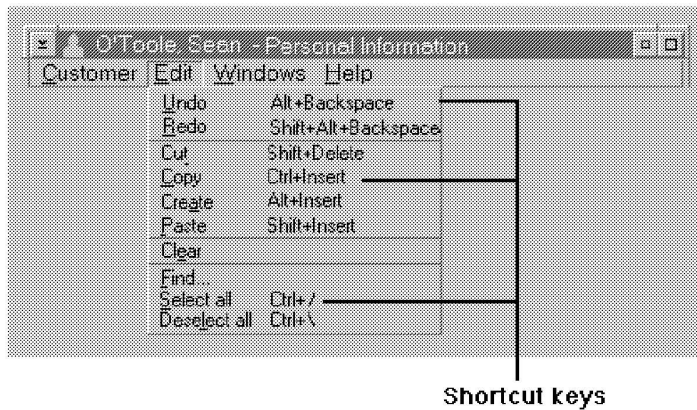 O'Toole, Sean - Personal Information
Customer Edit Windows Help
Undo Alt+Backspace
Redo Shift+Alt+Backspace
Cut Shift+Delete
Copy Ctrl+Insert
Create Alt+Insert
Paste Shift+Insert
Clear
Find...
Select all Ctrl+/
Deselect all Ctrl+\
Shortcut keys